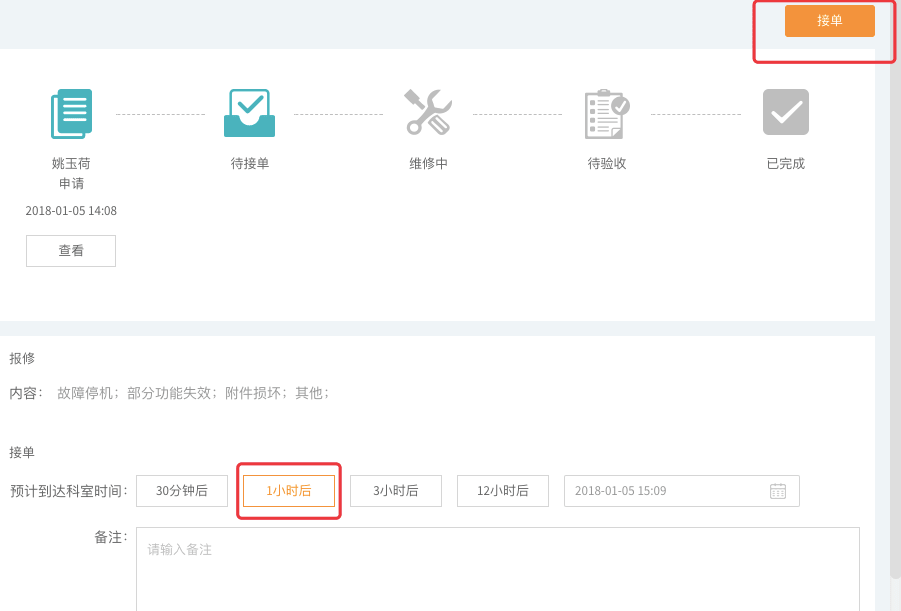 接单
姚玉荷
申请
待接单
维修中
待验收
已完成
2018-01-05 14:08
查看
报修
内容： 故障停机；部分功能失效；附件损坏；其他；
接单
预计到达科室时间： 30分钟后 1小时后 3小时后 12小时后 2018-01-05 15:09
备注：
请输入备注